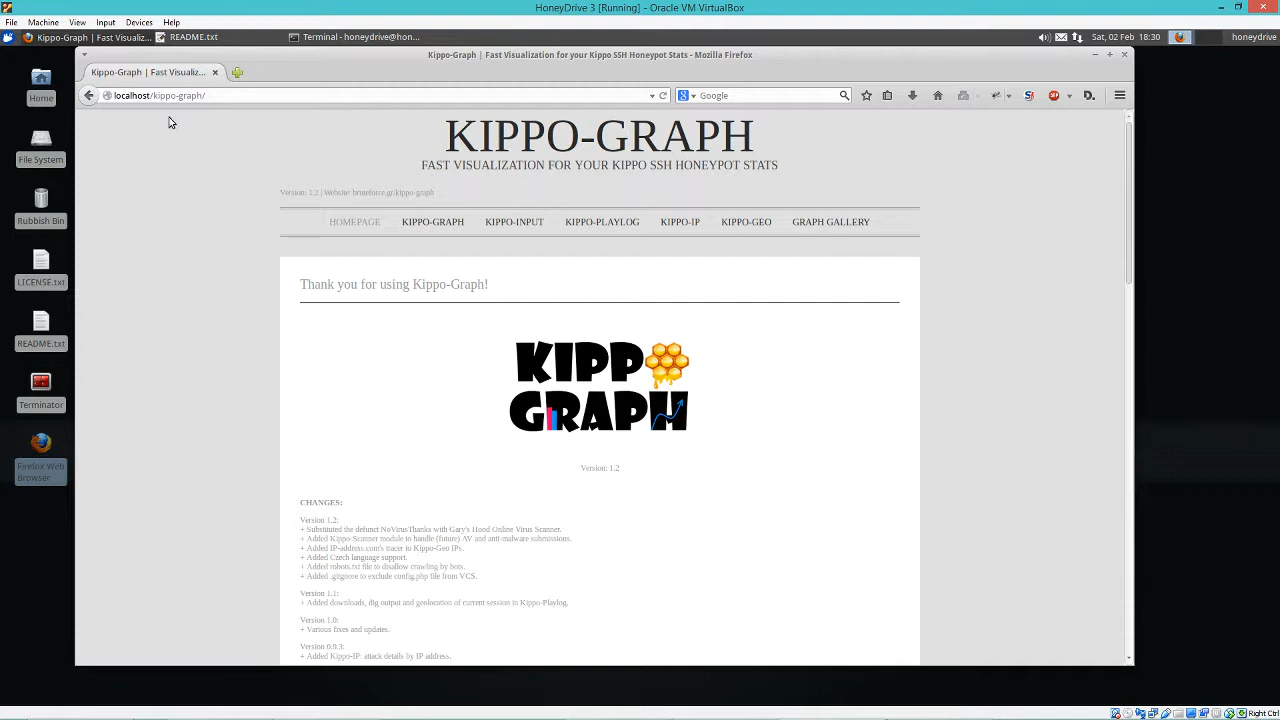 HoneyDrive 3 [Running] - Oracle VM VirtualBox
File Machine View Input Devices Help
Kippo-Graph | Fast Visualiz... README.txt Terminal - honeydrive@hon... Sat, 02 Feb 18:30 honeydrive
Kippo-Graph | Fast Visualization for your Kippo SSH Honeypot Stats - Mozilla Firefox
Kippo-Graph | Fast Visualiz...
localhost/kippo-graph/ Google
Home
File System
Rubbish Bin
LICENSE.txt
README.txt
Terminator
Firefox Web
Browser
KIPPO-GRAPH
FAST VISUALIZATION FOR YOUR KIPPO SSH HONEYPOT STATS
Version: 1.2 | Website: bruteforce.gr/kippo-graph
HOMEPAGE KIPPO-GRAPH KIPPO-INPUT KIPPO-PLAYLOG KIPPO-IP KIPPO-GEO GRAPH GALLERY
Thank you for using Kippo-Graph!
KIPP
GRAPH
Version: 1.2
CHANGES:
Version 1.2:
+ Substituted the defunct NoVirusThanks with Gary's Hood Online Virus Scanner.
+ Added Kippo-Scanner module to handle (future) AV and anti-malware submissions.
+ Added IP-address.com's tracer to Kippo-Geo IPs.
+ Added Czech language support.
+ Added robots.txt file to disallow crawling by bots.
+ Added .gitgnore to exclude config.php file from VCS.
Version 1.1:
+ Added downloads, dig output and geolocation of current session in Kippo-Playlog.
Version 1.0:
+ Various fixes and updates.
Version 0.9.3:
+ Added Kippo-IP: attack details by IP address.
Right Ctrl